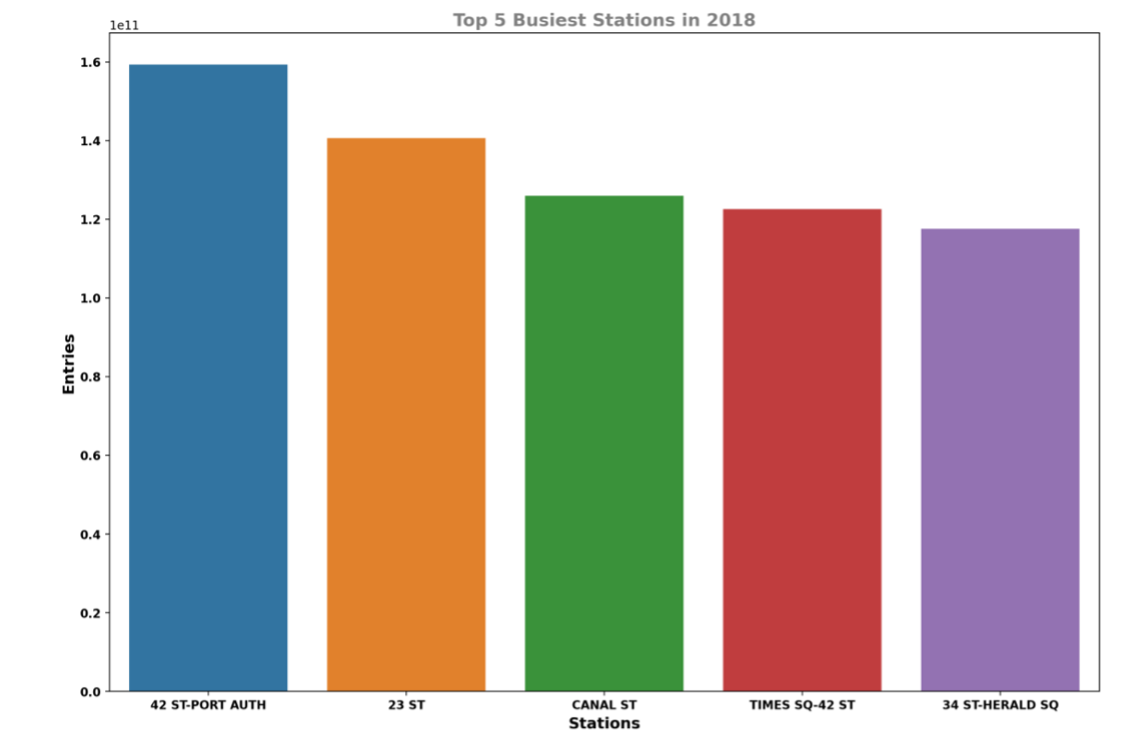 Top 5 Busiest Stations in 2018
1e11
1.6
1.4
1.2
1.0
0.8
0.6
0.4
0.2
0.0
Entries
42 ST-PORT AUTH
23 ST
CANAL ST
TIMES SQ-42 ST
34 ST-HERALD SQ
Stations